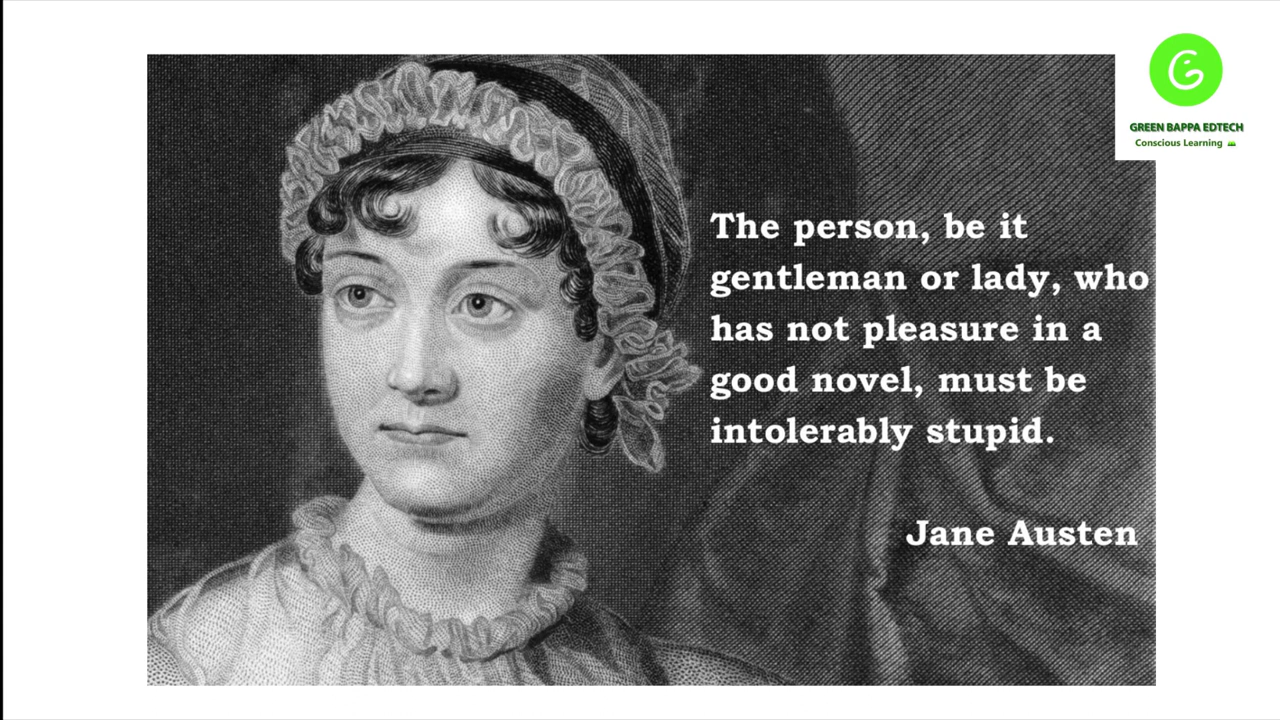 GREEN BAPPA EDTECH
Conscious Learning
The person, be it
gentleman or lady, who
has not pleasure in a
good novel, must be
intolerably stupid.
Jane Austen